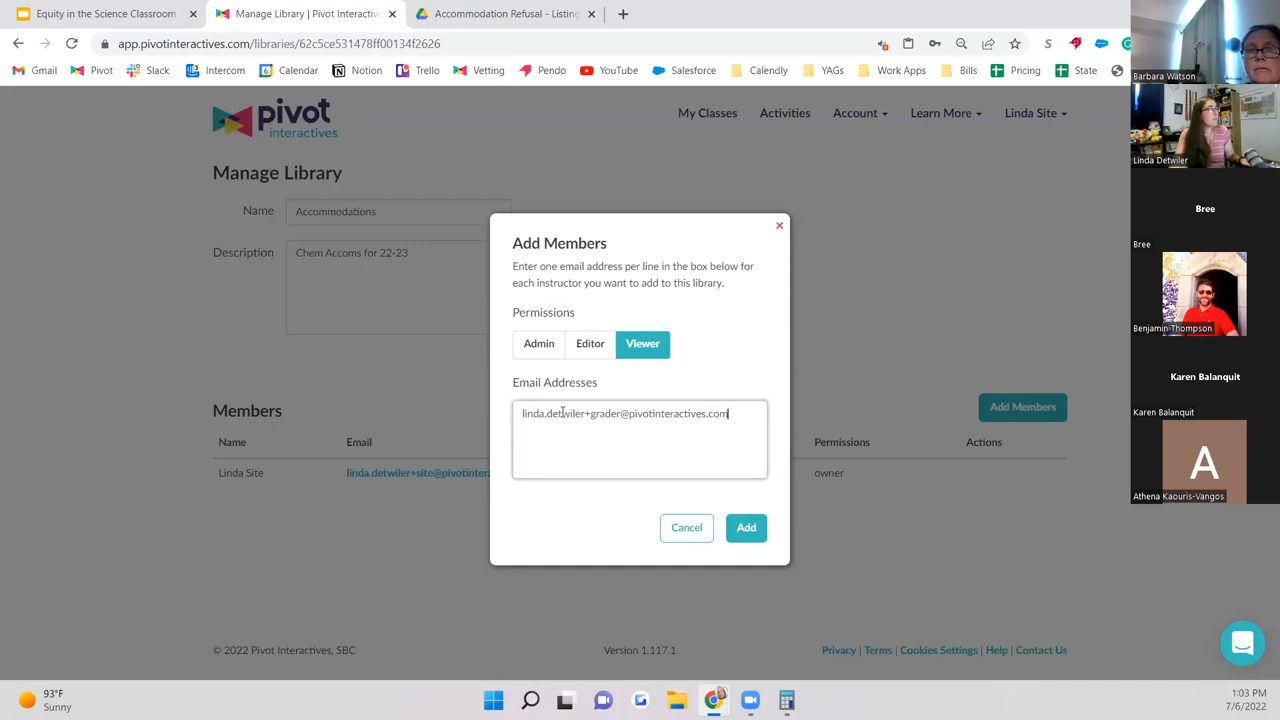 Equity in the Science Classroom
Manage Library | Pivot Interactiv
Accommodation Refusal - Listing
app.pivotinteractives.com/libraries/62c5ce531478ff00134f2626
Gmail
Pivot
Slack
Intercom
Calendar
Notion
Trello
Vetting
Pendo
YouTube
Salesforce
Calendly
YAGs
Work Apps
Bills
Pricing
State
pivot
interactives
My Classes
Activities
Account
Learn More
Linda Site
Manage Library
Name
Accommodations
Description
Chem Accoms for 22-23
Add Members
Enter one email address per line in the box below for
each instructor you want to add to this library.
Permissions
Admin
Editor
Viewer
Email Addresses
linda.detwiler+grader@pivotinteractives.com
Cancel
Add
Members
Add Members
Name
Email
Permissions
Actions
Linda Site
linda.detwiler+site@pivotinter
owner
© 2022 Pivot Interactives, SBC
Version 1.117.1
Privacy | Terms | Cookies Settings | Help | Contact Us
Barbara Watson
Linda Detwiler
Bree
Bree
Benjamin Thompson
Karen Balanquit
Karen Balanquit
A
Athena Kaouris-Vangos
93°F
Sunny
1:03 PM
7/6/2022